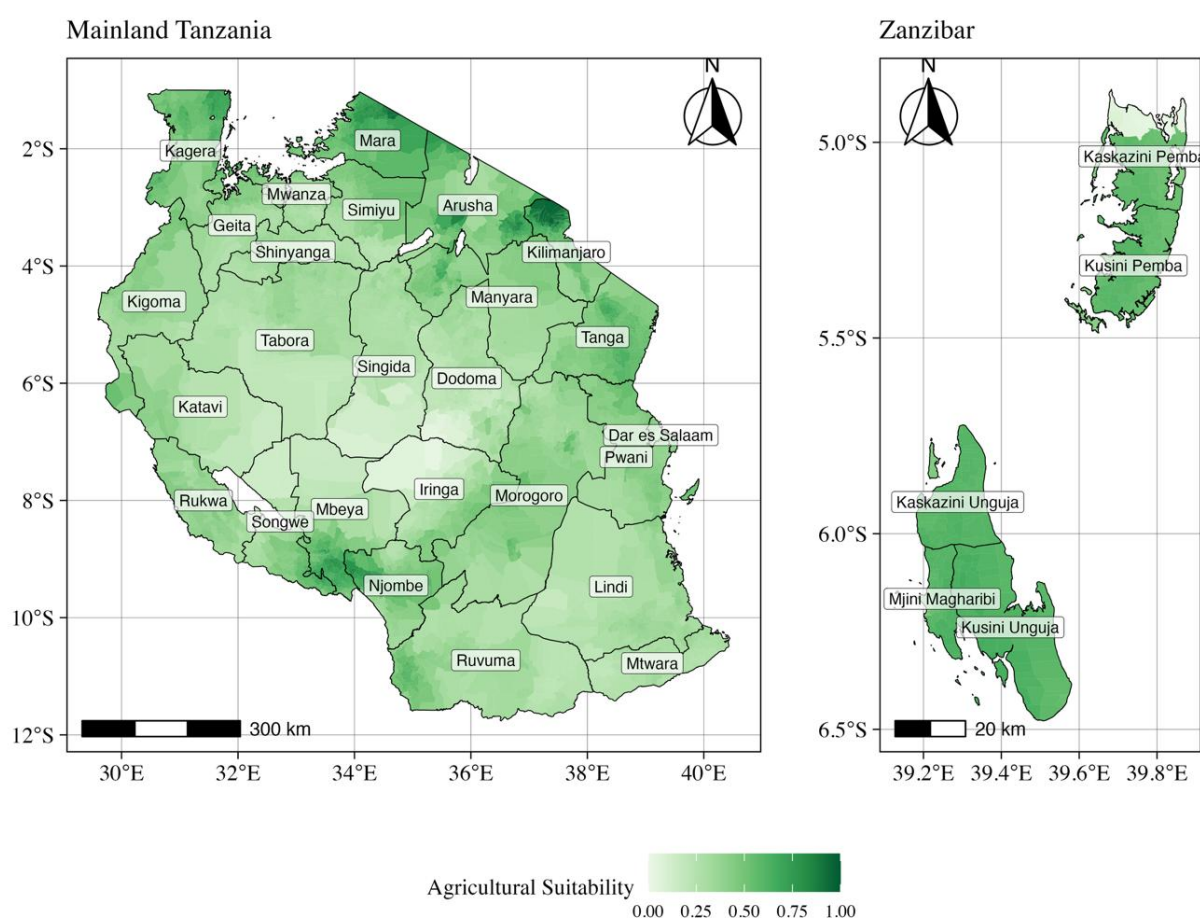 Mainland Tanzania
Zanzibar
N
N
2°S
4°S
6°S
8°S
10°S
12°S
Kagera
Mara
Mwanza
Simiyu
Arusha
Geita
Shinyanga
Kilimanjaro
Kigoma
Manyara
Tabora
Tanga
Singida
Dodoma
Katavi
Dar es Salaam
Pwani
Iringa
Morogoro
Rukwa
Mbeya
Songwe
Njombe
Lindi
Ruvuma
Mtwara
300 km
30°E 32°E 34°E 36°E 38°E 40°E
5.0°S
5.5°S
6.0°S
6.5°S
Kaskazini Pemba
Kusini Pemba
Kaskazini Unguja
Mjini Magharibi
Kusini Unguja
20 km
39.2°E 39.4°E 39.6°E 39.8°E
Agricultural Suitability
0.00 0.25 0.50 0.75 1.00